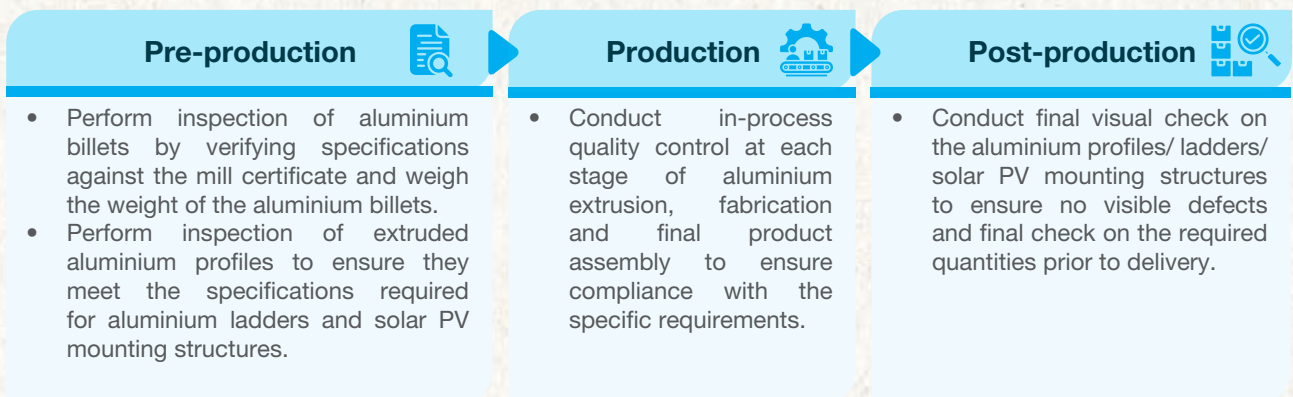 Pre-production
• Perform inspection of aluminium
billets by verifying specifications
against the mill certificate and weigh
the weight of the aluminium billets.
• Perform inspection of extruded
aluminium profiles to ensure they
meet the specifications required
for aluminium ladders and solar PV
mounting structures.
Production
• Conduct in-process
quality control at each
stage of aluminium
extrusion, fabrication
and final product
assembly to ensure
compliance with the
specific requirements.
Post-production
• Conduct final visual check on
the aluminium profiles/ ladders/
solar PV mounting structures
to ensure no visible defects
and final check on the required
quantities prior to delivery.